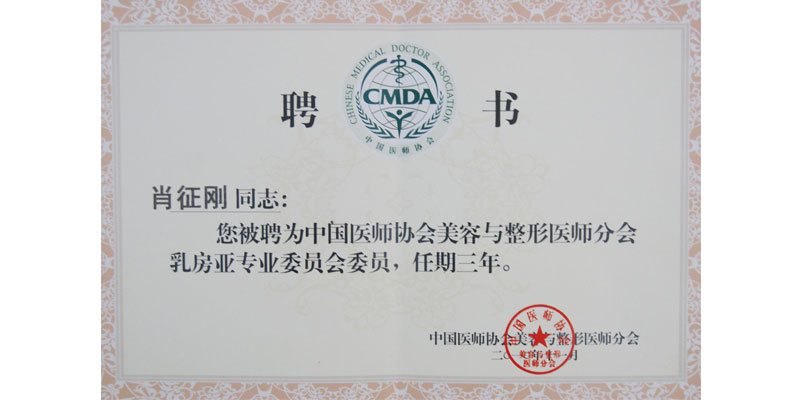 CHINESE MEDICAL DOCTOR ASSOCIATION
CMDA
中国医师协会
聘 书
肖征刚 同志：
您被聘为中国医师协会美容与整形医师分会
乳房亚专业委员会委员，任期三年。
中国医师协会美容与整形医师分会